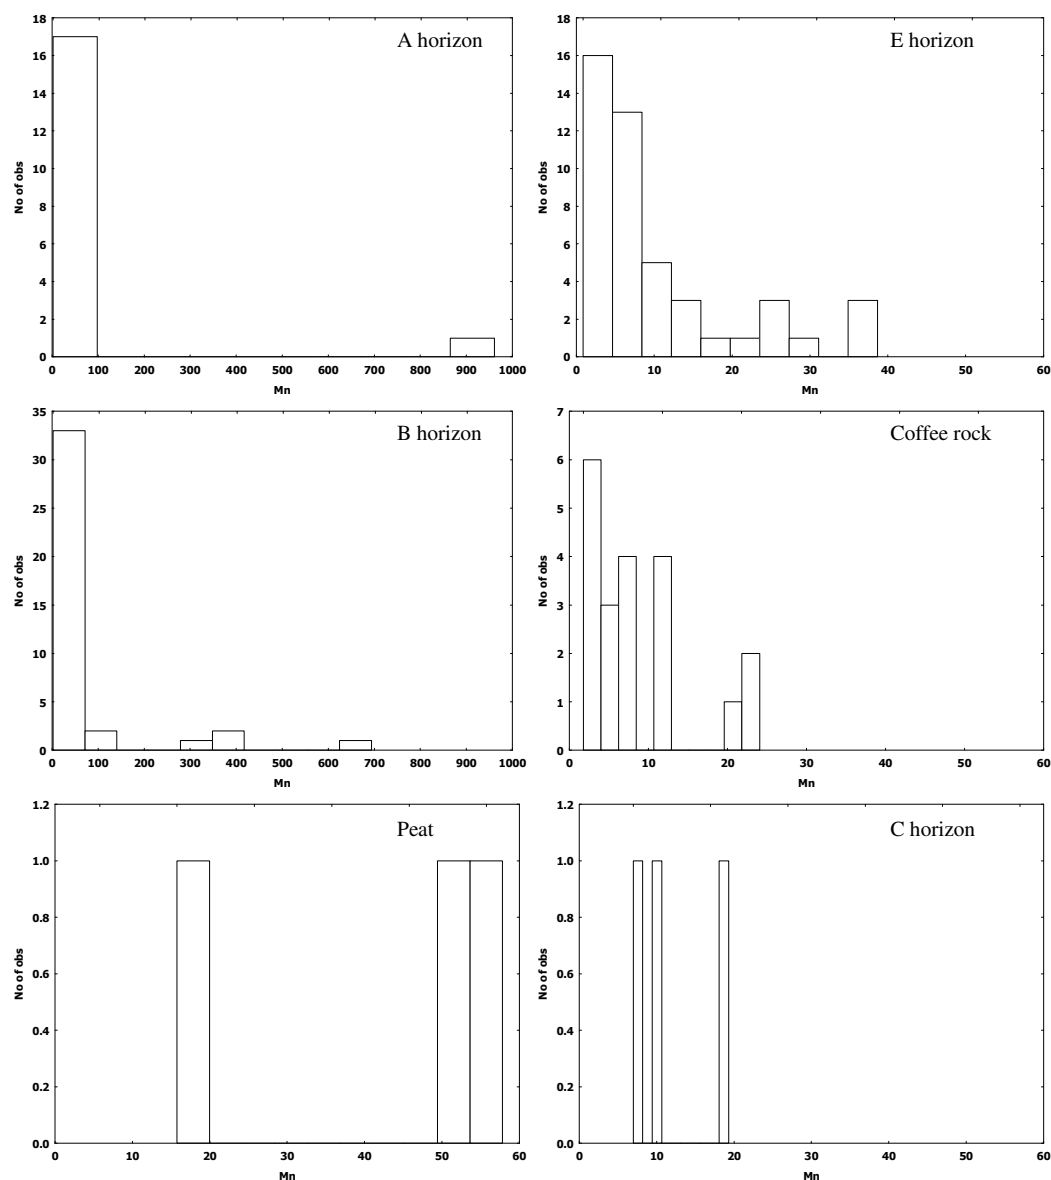 A horizon
No of obs
18
16
14
12
10
8
6
4
2
0
0 100 200 300 400 500 600 700 800 900 1000
Mn
E horizon
No of obs
18
16
14
12
10
8
6
4
2
0
0 10 20 30 40 50 60
Mn
B horizon
No of obs
35
30
25
20
15
10
5
0
0 100 200 300 400 500 600 700 800 900 1000
Mn
Coffee rock
No of obs
7
6
5
4
3
2
1
0
0 10 20 30 40 50 60
Mn
Peat
No of obs
1.2
1.0
0.8
0.6
0.4
0.2
0.0
0 10 20 30 40 50 60
Mn
C horizon
No of obs
1.2
1.0
0.8
0.6
0.4
0.2
0.0
0 10 20 30 40 50 60
Mn